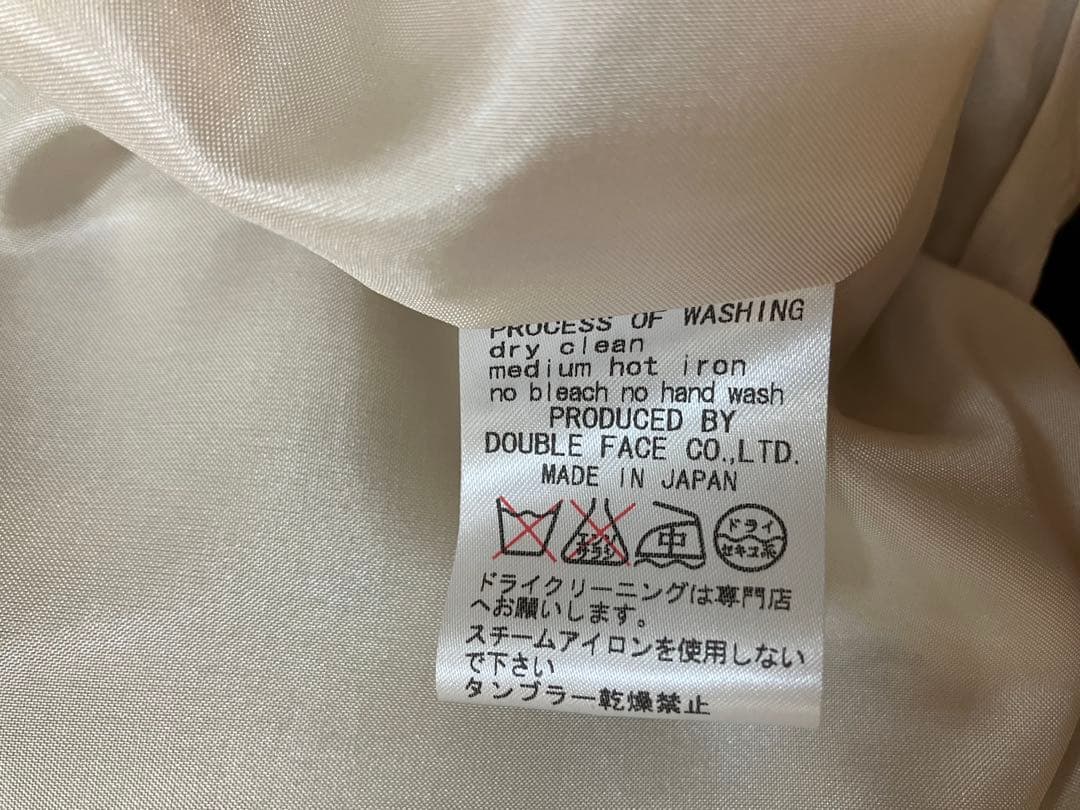 PROCESS OF WASHING
dry clean
medium hot iron
no bleach no hand wash
PRODUCED BY
DOUBLE FACE CO.,LTD.
MADE IN JAPAN
エンソサラシ 中 ドライ セキユ系
ドライクリーニングは専門店
へお願いします。
スチームアイロンを使用しない
で下さい
タンブラー乾燥禁止